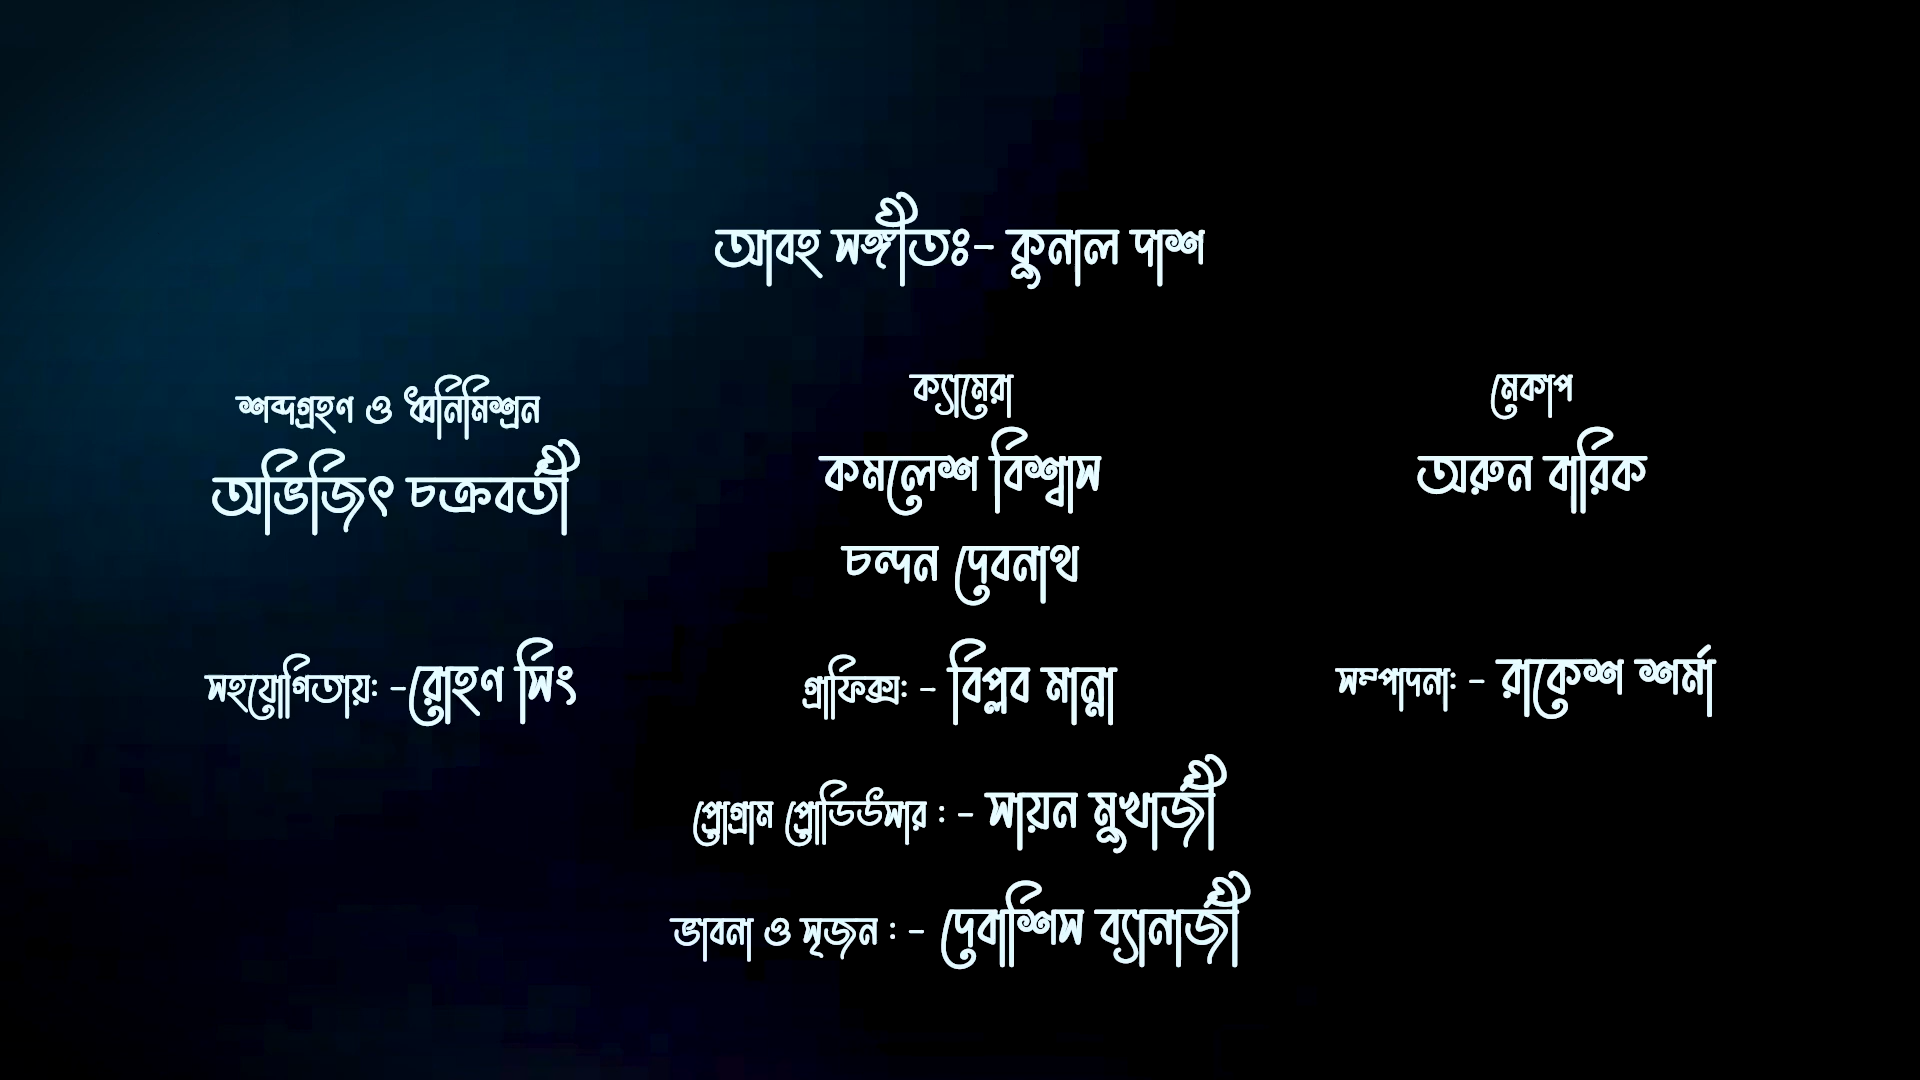 আবহ সঙ্গীতঃ- কুনাল দাশ
শব্দগ্রহণ ও ধ্বনিমিশ্রন
অভিজিৎ চক্রবর্তী
ক্যামেরা
কমলেশ বিশ্বাস
চন্দন দেবনাথ
মেকাপ
অরুন বারিক
সহযোগিতায়: -রোহণ সিং
গ্রাফিক্স: - বিপ্লব মান্না
সম্পাদনা: - রাকেশ শর্মা
প্রোগ্রাম প্রোডিউসার : - সায়ন মুখার্জী
ভাবনা ও সৃজন : - দেবাশিস ব্যানার্জী